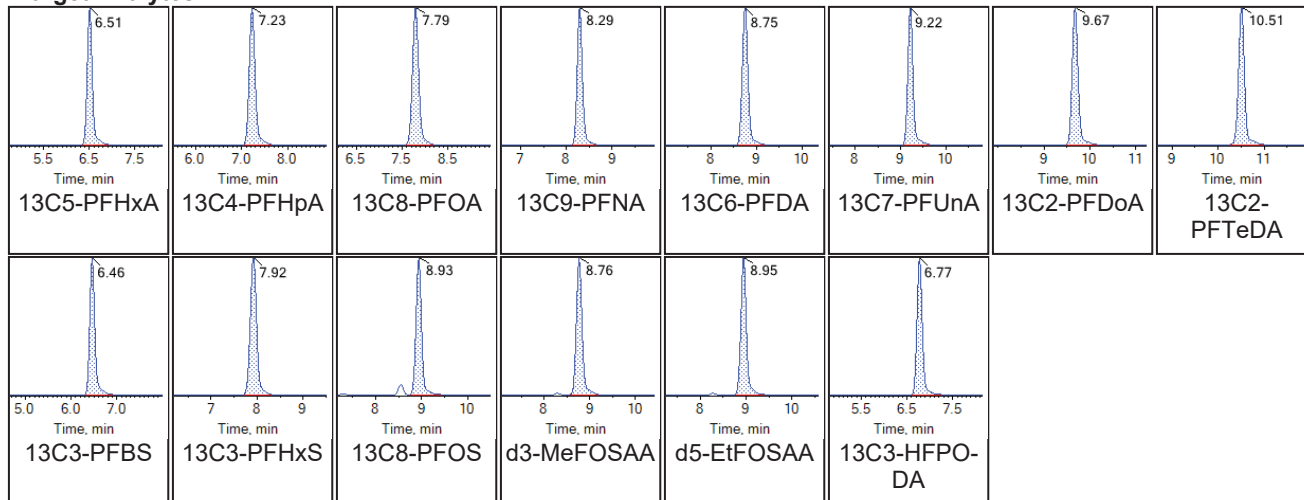 6.51
5.5 6.5 7.5
Time, min
13C5-PFHxA
7.23
6.0 7.0 8.0
Time, min
13C4-PFHpA
7.79
6.5 7.5 8.5
Time, min
13C8-PFOA
8.29
7 8 9
Time, min
13C9-PFNA
8.75
8 9 10
Time, min
13C6-PFDA
9.22
8 9 10
Time, min
13C7-PFUnA
9.67
9 10 11
Time, min
13C2-PFDoA
10.51
9 10 11
Time, min
13C2-
PFTeDA
6.46
5.0 6.0 7.0
Time, min
13C3-PFBS
7.92
7 8 9
Time, min
13C3-PFHxS
8.93
8 9 10
Time, min
13C8-PFOS
8.76
8 9 10
Time, min
d3-MeFOSAA
8.95
8 9 10
Time, min
d5-EtFOSAA
6.77
5.5 6.5 7.5
Time, min
13C3-HFPO-
DA